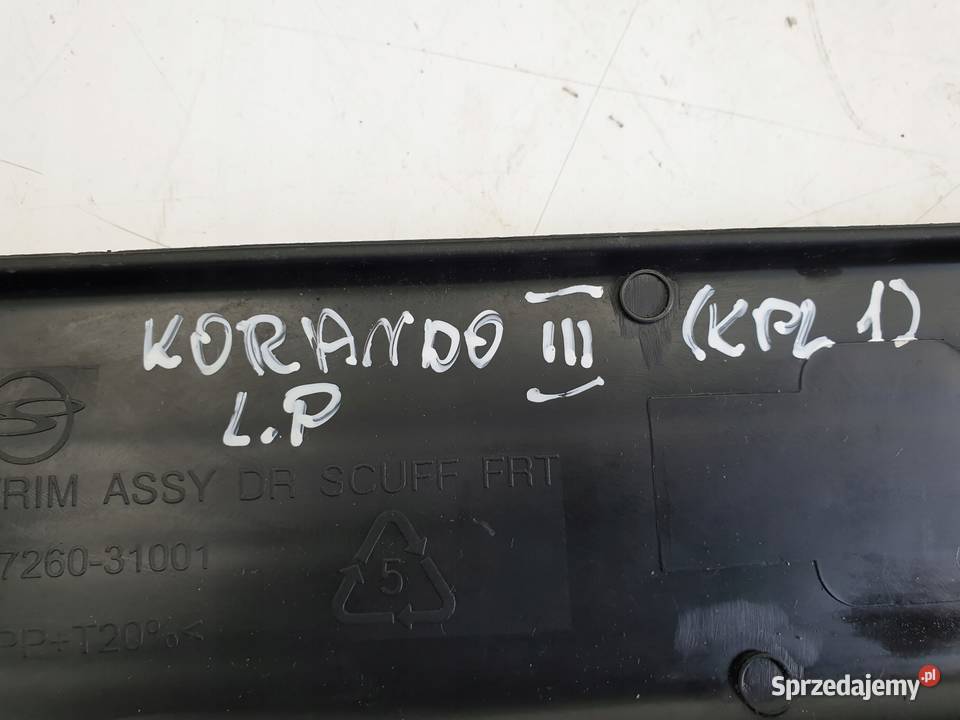 KORANDO III (KPL 1)
L.P
TRIM ASSY DR SCUFF FRT
7260-31001
5
PP+T20%<
Sprzedajemy.pl